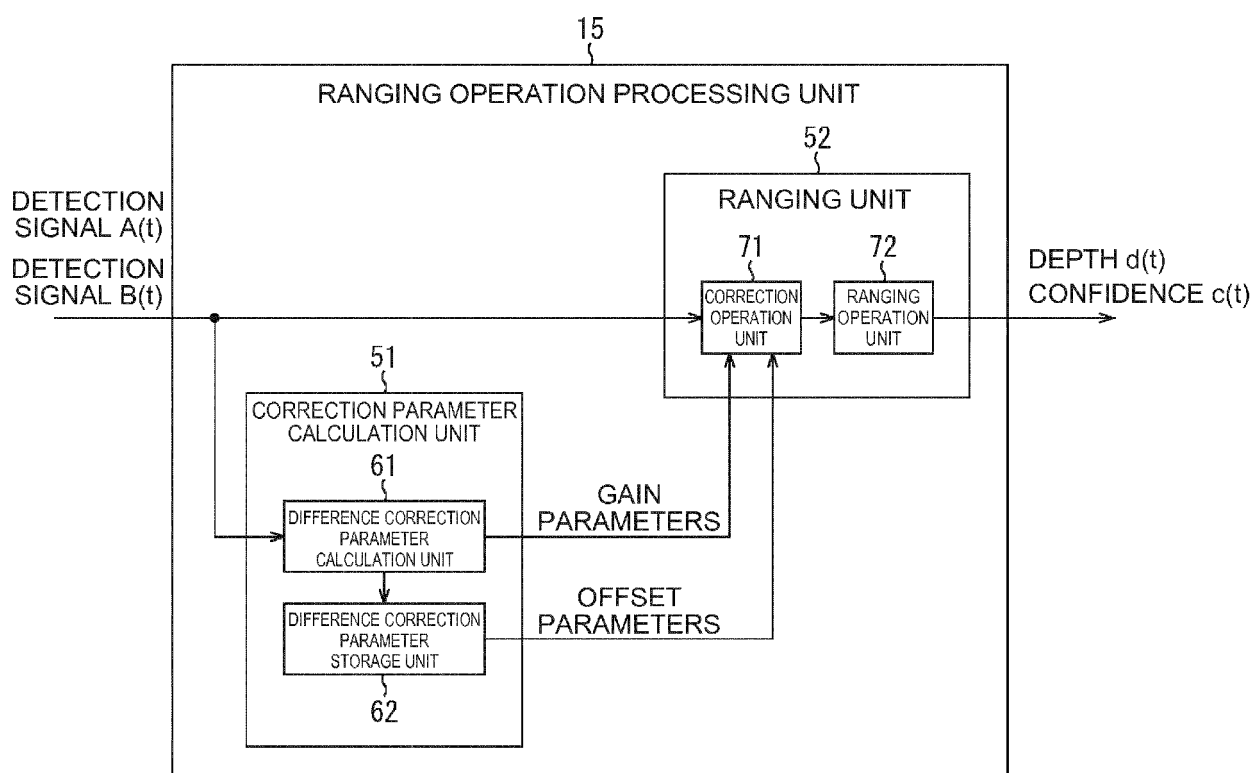 15
RANGING OPERATION PROCESSING UNIT
52
RANGING UNIT
DETECTION
SIGNAL A(t)
DETECTION
SIGNAL B(t)
71
CORRECTION
OPERATION
UNIT
72
RANGING
OPERATION
UNIT
DEPTH d(t)
CONFIDENCE c(t)
51
CORRECTION PARAMETER
CALCULATION UNIT
61
DIFFERENCE CORRECTION
PARAMETER
CALCULATION UNIT
GAIN
PARAMETERS
DIFFERENCE CORRECTION
PARAMETER
STORAGE UNIT
62
OFFSET
PARAMETERS